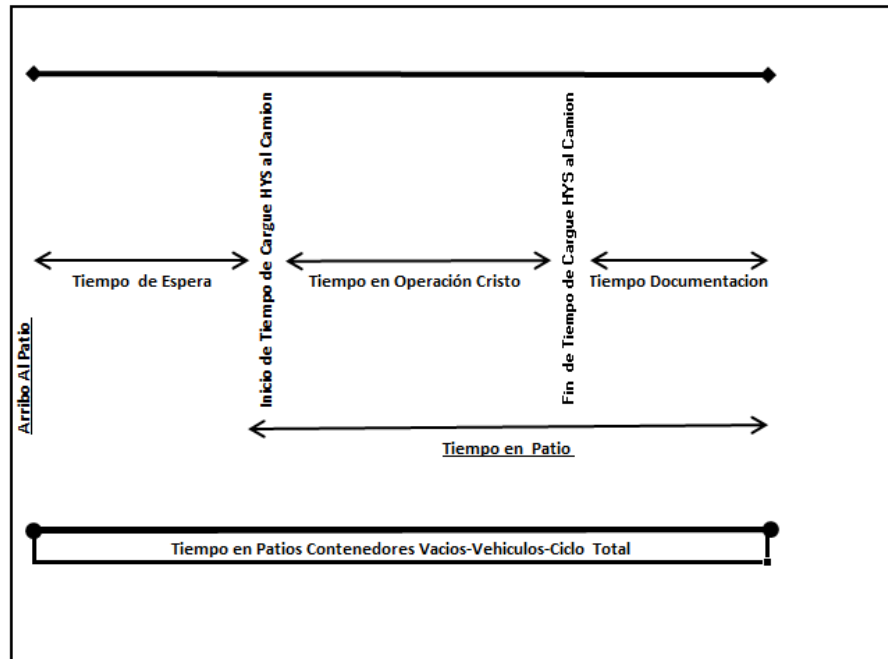 Arribo Al Patio
Inicio de Tiempo de Cargue HYS al Camion
Fin de Tiempo de Cargue HYS al Camion
Tiempo de Espera
Tiempo en Operación Cristo
Tiempo Documentacion
Tiempo en Patio
Tiempo en Patios Contenedores Vacios-Vehiculos-Ciclo Total